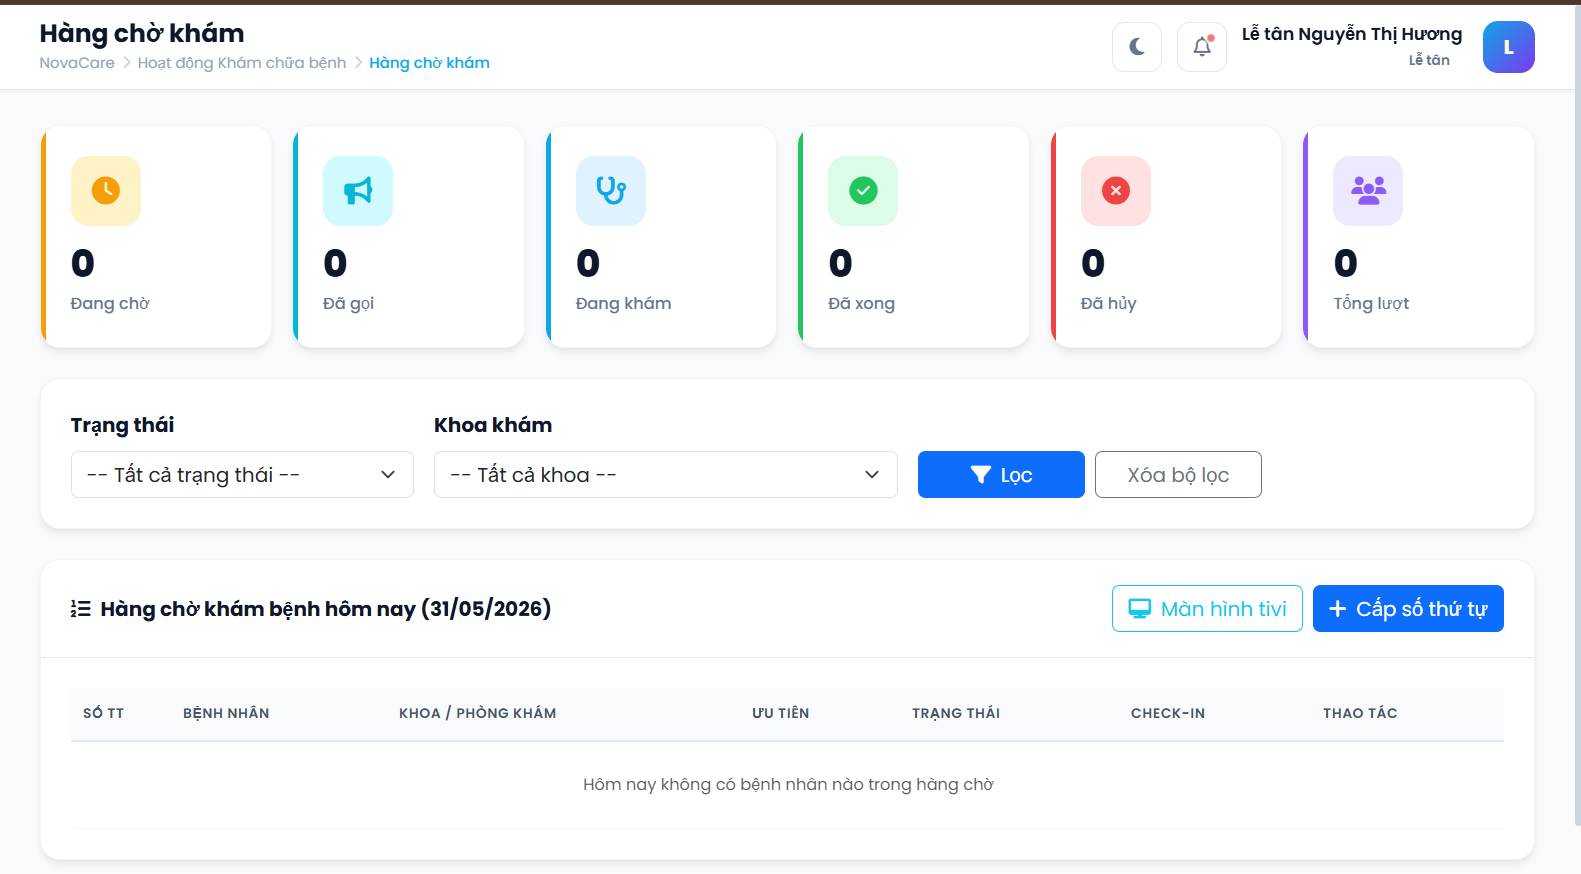 Hàng chờ khám
NovaCare > Hoạt động Khám chữa bệnh > Hàng chờ khám
Lễ tân Nguyễn Thị Hương
Lễ tân
L
0
Đang chờ
0
Đã gọi
0
Đang khám
0
Đã xong
0
Đã hủy
0
Tổng lượt
Trạng thái
-- Tất cả trạng thái --
Khoa khám
-- Tất cả khoa --
Lọc
Xóa bộ lọc
Hàng chờ khám bệnh hôm nay (31/05/2026)
Màn hình tivi
+ Cấp số thứ tự
SỐ TT BỆNH NHÂN KHOA / PHÒNG KHÁM ƯU TIÊN TRẠNG THÁI CHECK-IN THAO TÁC
Hôm nay không có bệnh nhân nào trong hàng chờ